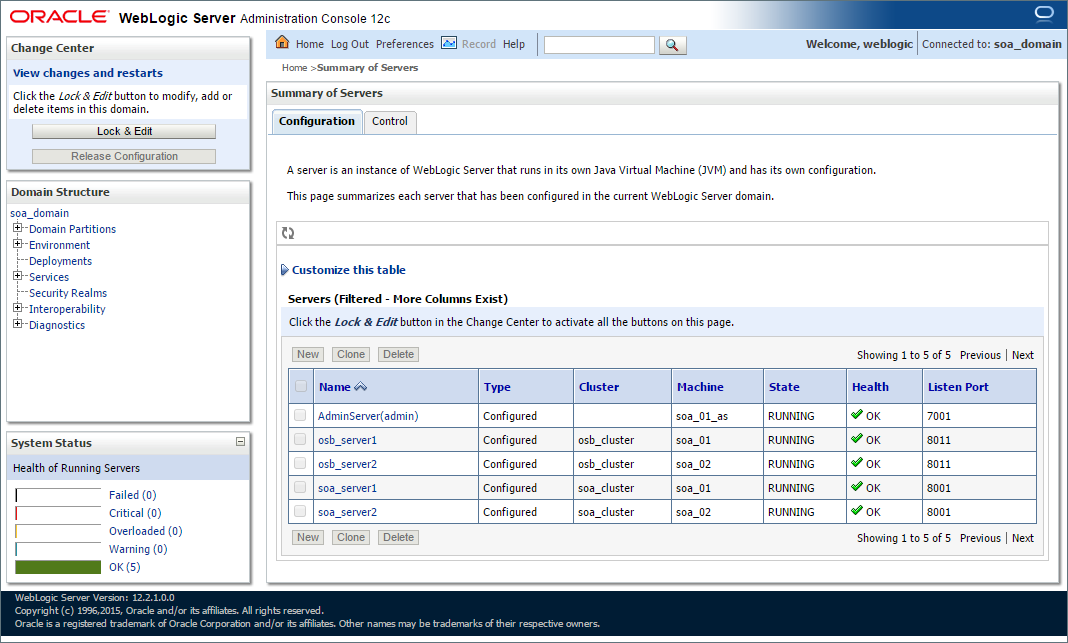 ORACLE® WebLogic Server Administration Console 12c
Change Center
View changes and restarts
Click the Lock & Edit button to modify, add or
delete items in this domain.
Lock & Edit
Release Configuration
Domain Structure
soa_domain
Domain Partitions
Environment
Deployments
Services
Security Realms
Interoperability
Diagnostics
System Status
Health of Running Servers
Failed (0)
Critical (0)
Overloaded (0)
Warning (0)
OK (5)
Home Log Out Preferences Record Help
Welcome, weblogic Connected to: soa_domain
Home >Summary of Servers
Summary of Servers
Configuration Control
A server is an instance of WebLogic Server that runs in its own Java Virtual Machine (JVM) and has its own configuration.
This page summarizes each server that has been configured in the current WebLogic Server domain.
Customize this table
Servers (Filtered - More Columns Exist)
Click the Lock & Edit button in the Change Center to activate all the buttons on this page.
New Clone Delete Showing 1 to 5 of 5 Previous | Next
Name Type Cluster Machine State Health Listen Port
AdminServer(admin) Configured soa_01_as RUNNING OK 7001
osb_server1 Configured osb_cluster soa_01 RUNNING OK 8011
osb_server2 Configured osb_cluster soa_02 RUNNING OK 8011
soa_server1 Configured soa_cluster soa_01 RUNNING OK 8001
soa_server2 Configured soa_cluster soa_02 RUNNING OK 8001
New Clone Delete Showing 1 to 5 of 5 Previous | Next
WebLogic Server Version: 12.2.1.0.0
Copyright (c) 1996,2015, Oracle and/or its affiliates. All rights reserved.
Oracle is a registered trademark of Oracle Corporation and/or its affiliates. Other names may be trademarks of their respective owners.